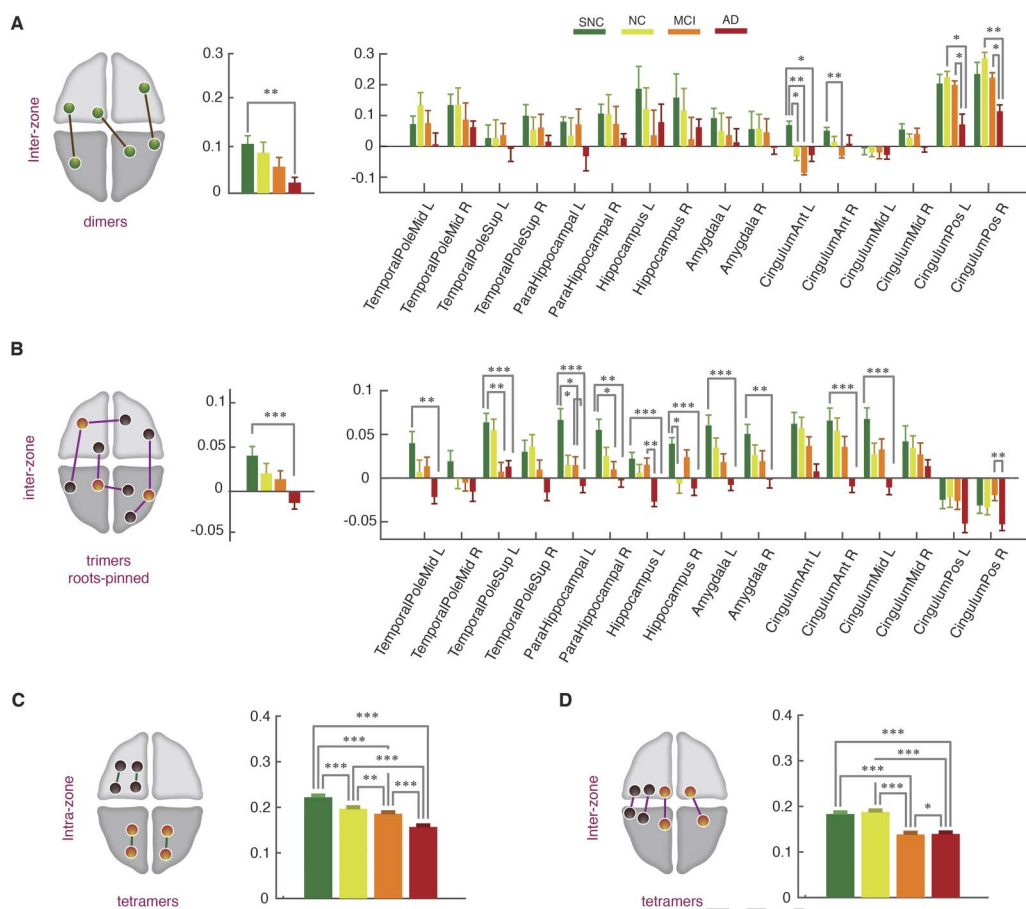 A
SNC NC MCI AD
Inter-zone
dimers
0.3
0.2
0.1
0
**
0.3
0.2
0.1
0
-0.1
*
**
*
**
*
*
**
*
TemporalPoleMid L
TemporalPoleMid R
TemporalPoleSup L
TemporalPoleSup R
ParaHippocampal L
ParaHippocampal R
Hippocampus L
Hippocampus R
Amygdala L
Amygdala R
CingulumAnt L
CingulumAnt R
CingulumMid L
CingulumMid R
CingulumPos L
CingulumPos R
B
inter-zone
trimers
roots-pinned
0.1
0.05
0
-0.05
***
0.1
0.05
0
-0.05
**
***
**
***
*
*
**
*
***
**
***
*
***
**
***
***
**
TemporalPoleMid L
TemporalPoleMid R
TemporalPoleSup L
TemporalPoleSup R
ParaHippocampal L
ParaHippocampal R
Hippocampus L
Hippocampus R
Amygdala L
Amygdala R
CingulumAnt L
CingulumAnt R
CingulumMid L
CingulumMid R
CingulumPos L
CingulumPos R
C
Intra-zone
tetramers
0.4
0.3
0.2
0.1
0
***
***
***
***
**
***
D
Inter-zone
tetramers
0.4
0.3
0.2
0.1
0
***
***
***
***
*